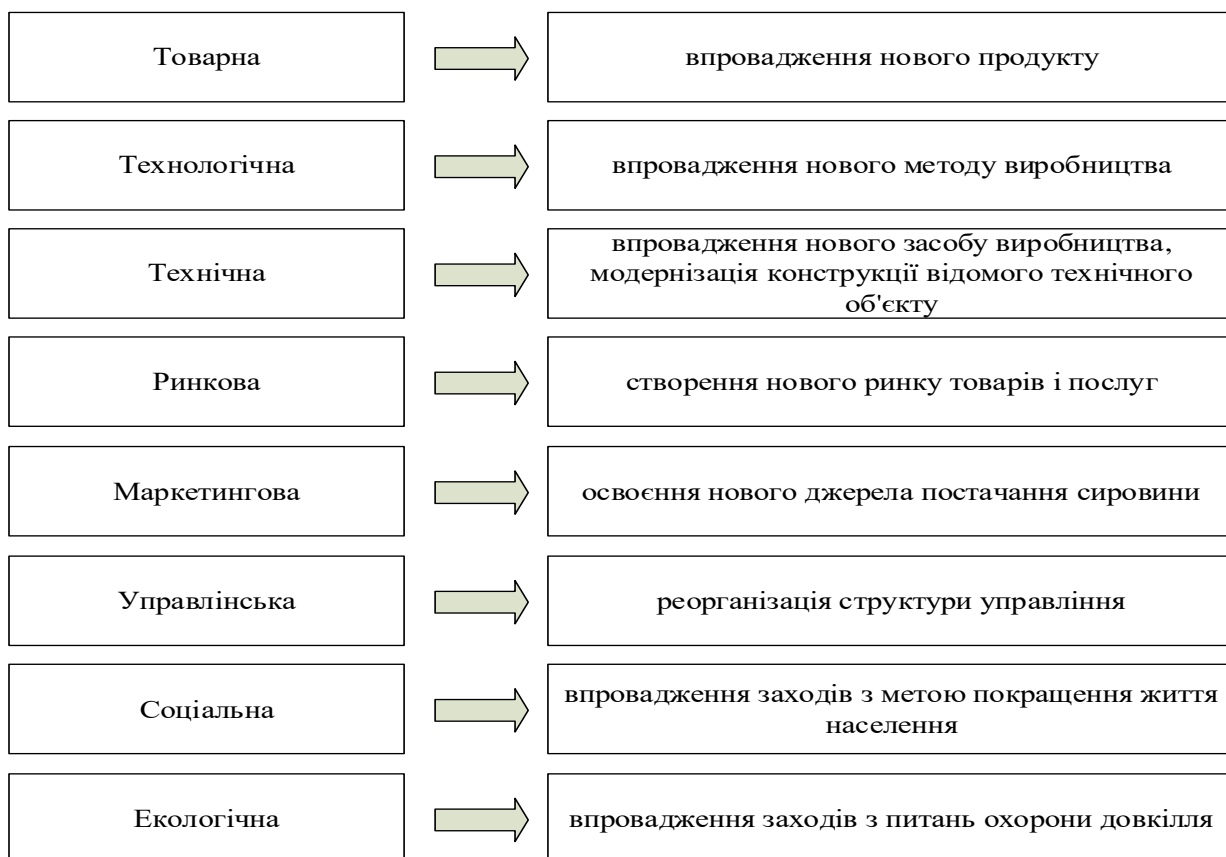 Товарна
впровадження нового продукту
Технологічна
впровадження нового методу виробництва
Технічна
впровадження нового засобу виробництва,
модернізація конструкції відомого технічного
об'єкту
Ринкова
створення нового ринку товарів і послуг
Маркетингова
освоєння нового джерела постачання сировини
Управлінська
реорганізація структури управління
Соціальна
впровадження заходів з метою покращення життя
населення
Екологічна
впровадження заходів з питань охорони довкілля